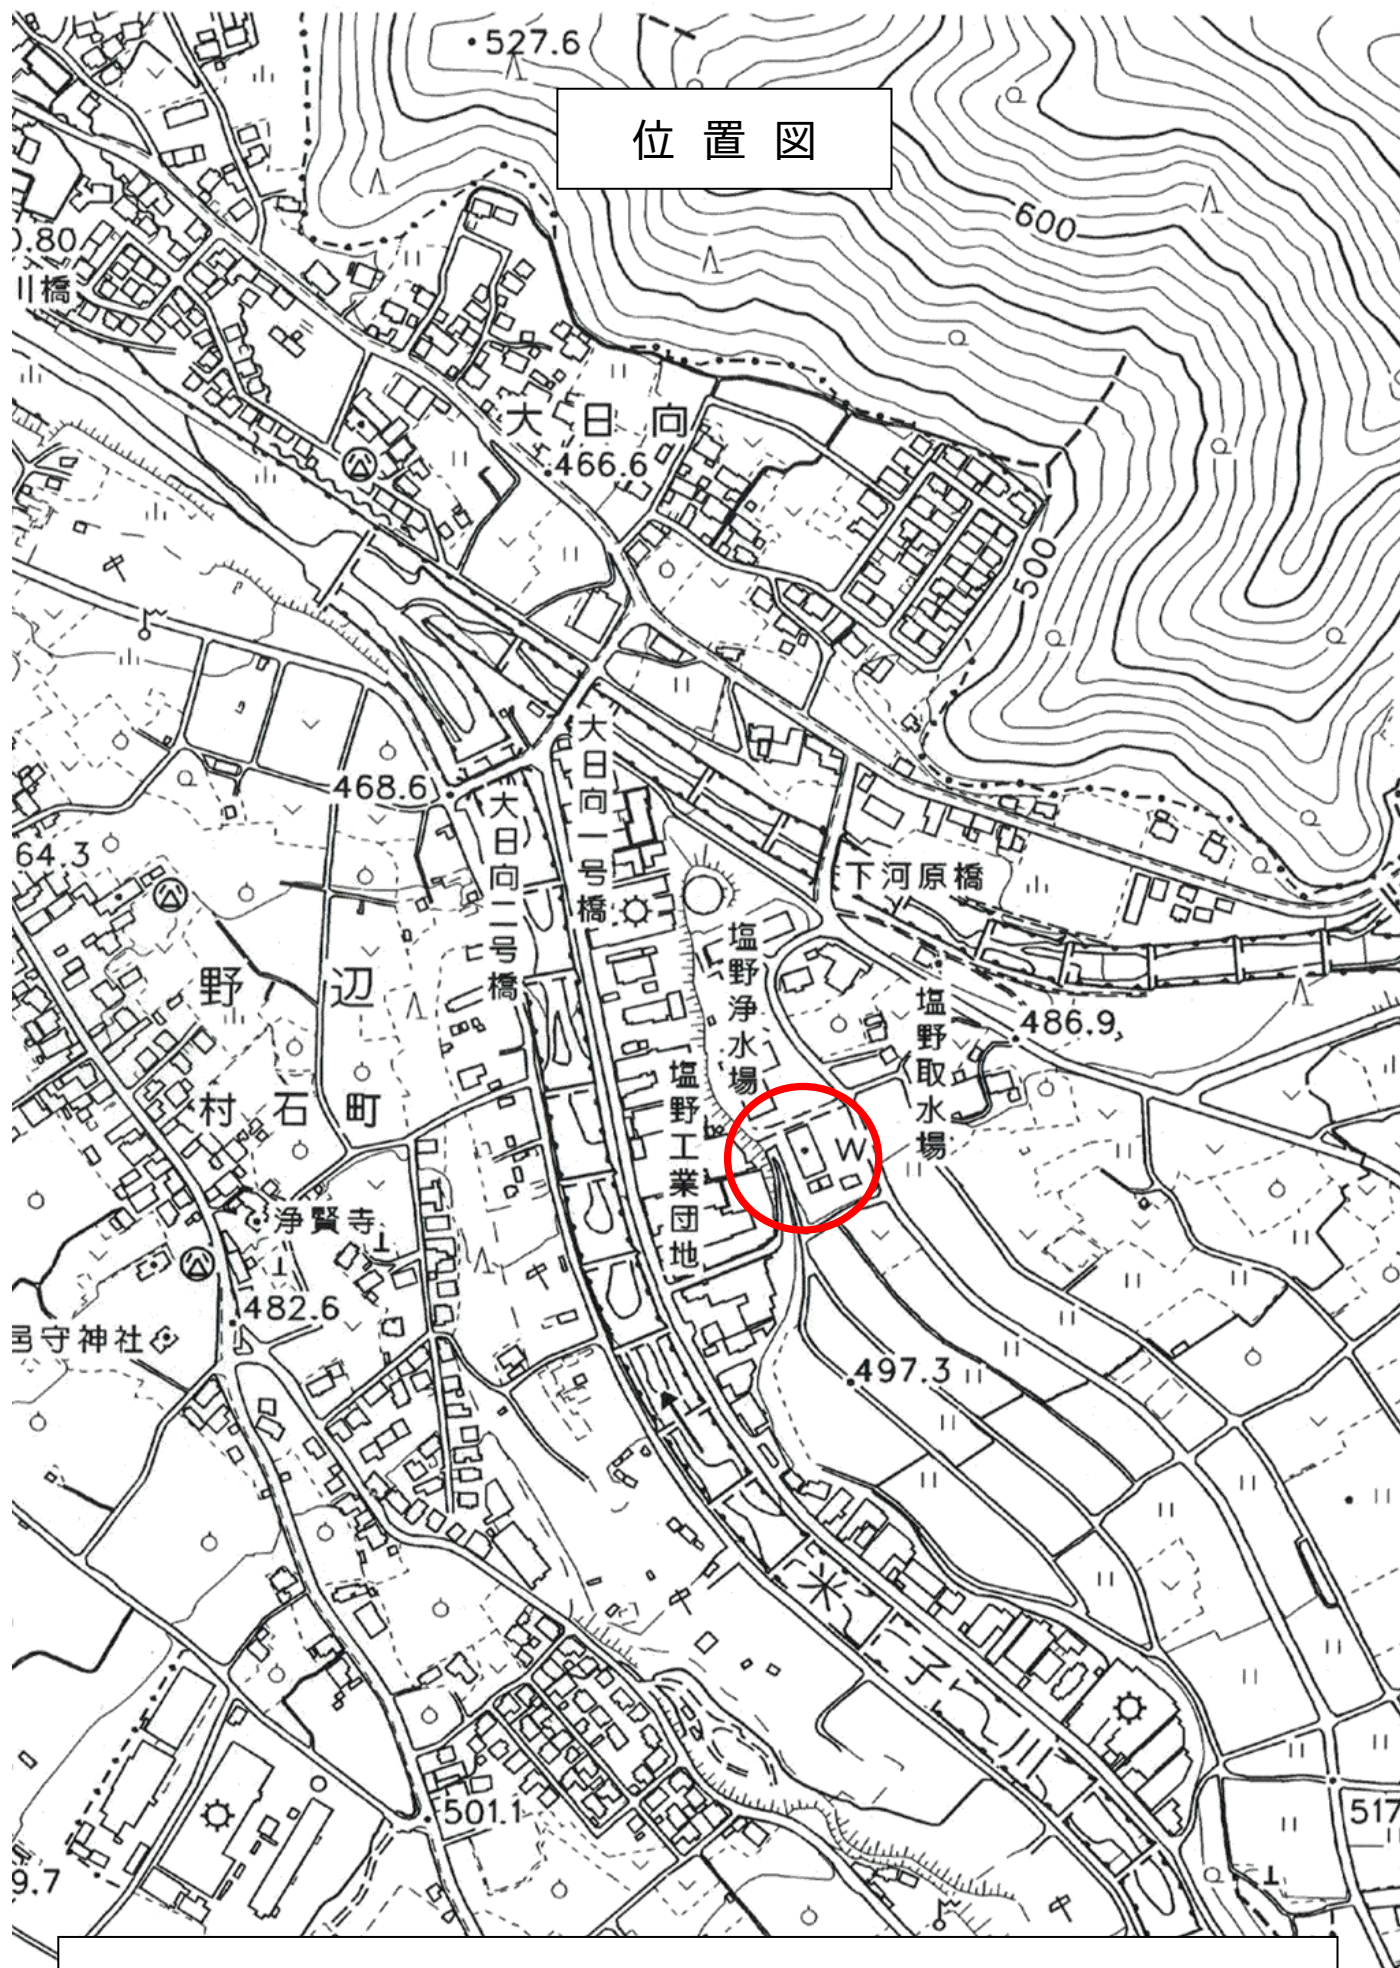 527.6
位置図
600
0.80
川橋
大日向
466.6
500
大日向一号橋
468.6
大日向二号橋
64.3
下河原橋
塩野浄水場
野辺
塩野取水場
486.9
塩野工業団地
村石町
W
浄賢寺
482.6
守神社
497.3
米子川
501.1
517
9.7